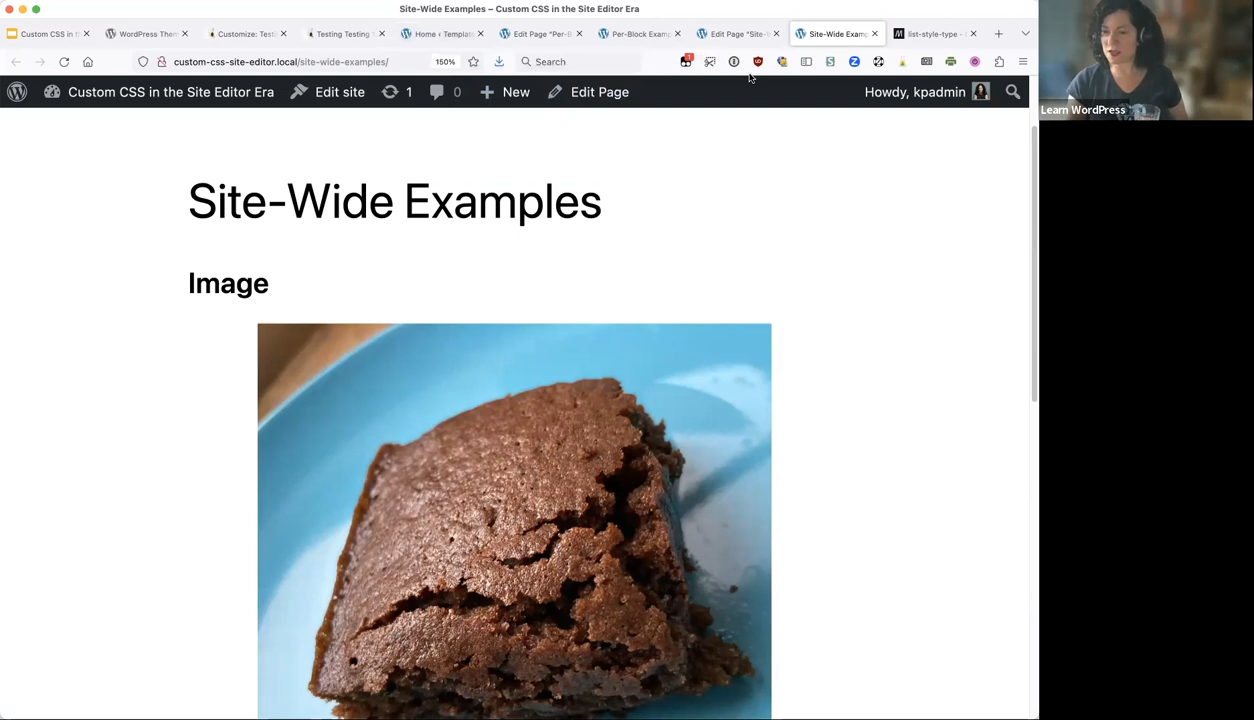 Site-Wide Examples – Custom CSS in the Site Editor Era
Custom CSS in t
WordPress Them
Customize: Test
Testing Testing
Home ‹ Templat
Edit Page "Per-B
Per-Block Examp
Edit Page "Site-W
Site-Wide Examp
list-style-type -
custom-css-site-editor.local/site-wide-examples/
150%
Search
Custom CSS in the Site Editor Era
Edit site
1
0
New
Edit Page
Howdy, kpadmin
Learn WordPress
Site-Wide Examples
Image